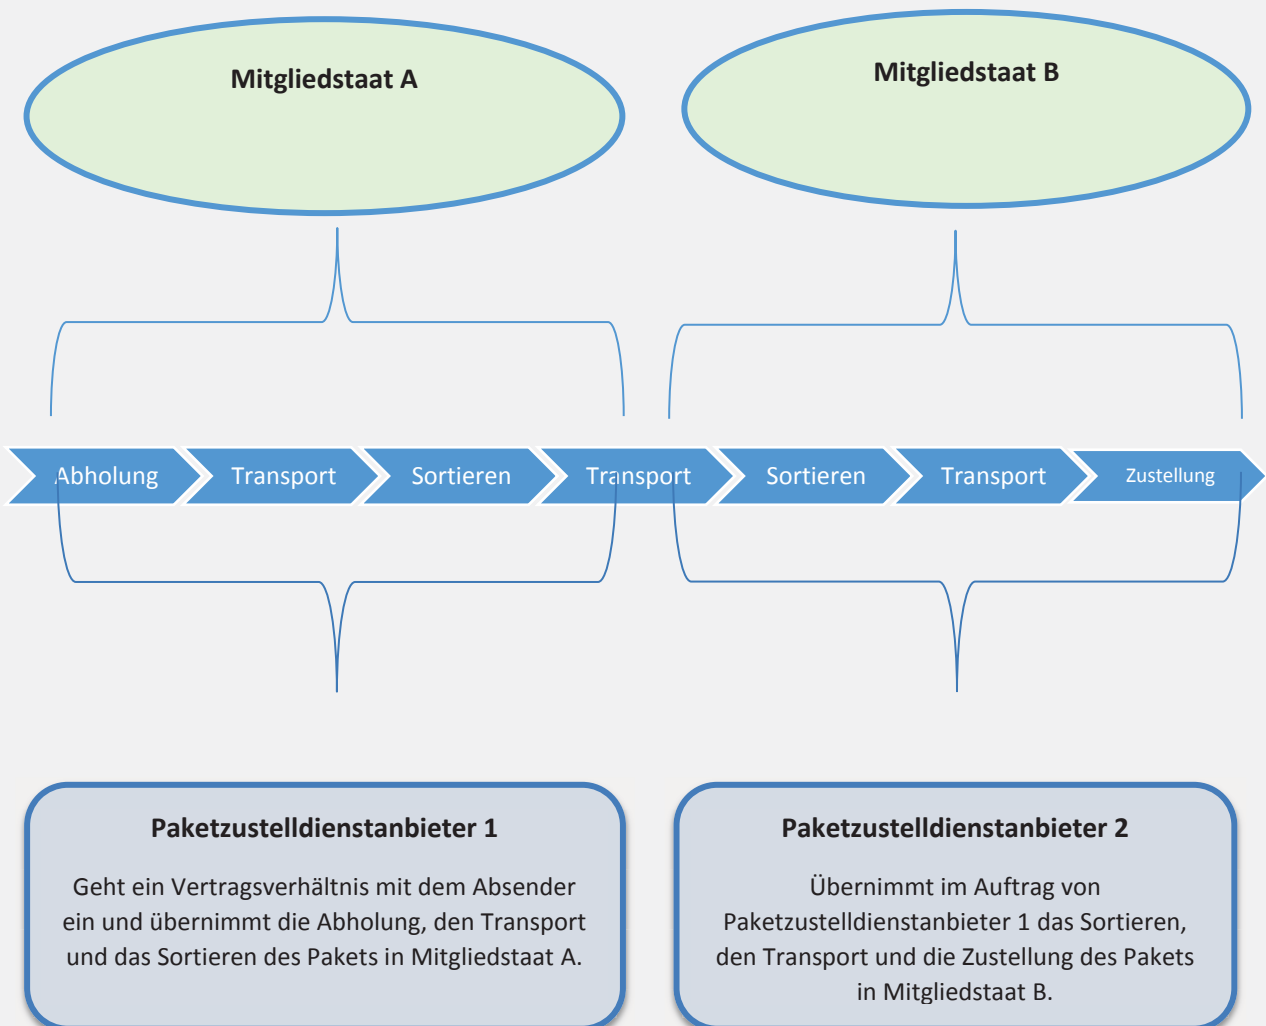 Mitgliedstaat A
Mitgliedstaat B
Abholung
Transport
Sortieren
Transport
Sortieren
Transport
Zustellung
Paketzustelldienstanbieter 1
Geht ein Vertragsverhältnis mit dem Absender
ein und übernimmt die Abholung, den Transport
und das Sortieren des Pakets in Mitgliedstaat A.
Paketzustelldienstanbieter 2
Übernimmt im Auftrag von
Paketzustelldienstanbieter 1 das Sortieren,
den Transport und die Zustellung des Pakets
in Mitgliedstaat B.